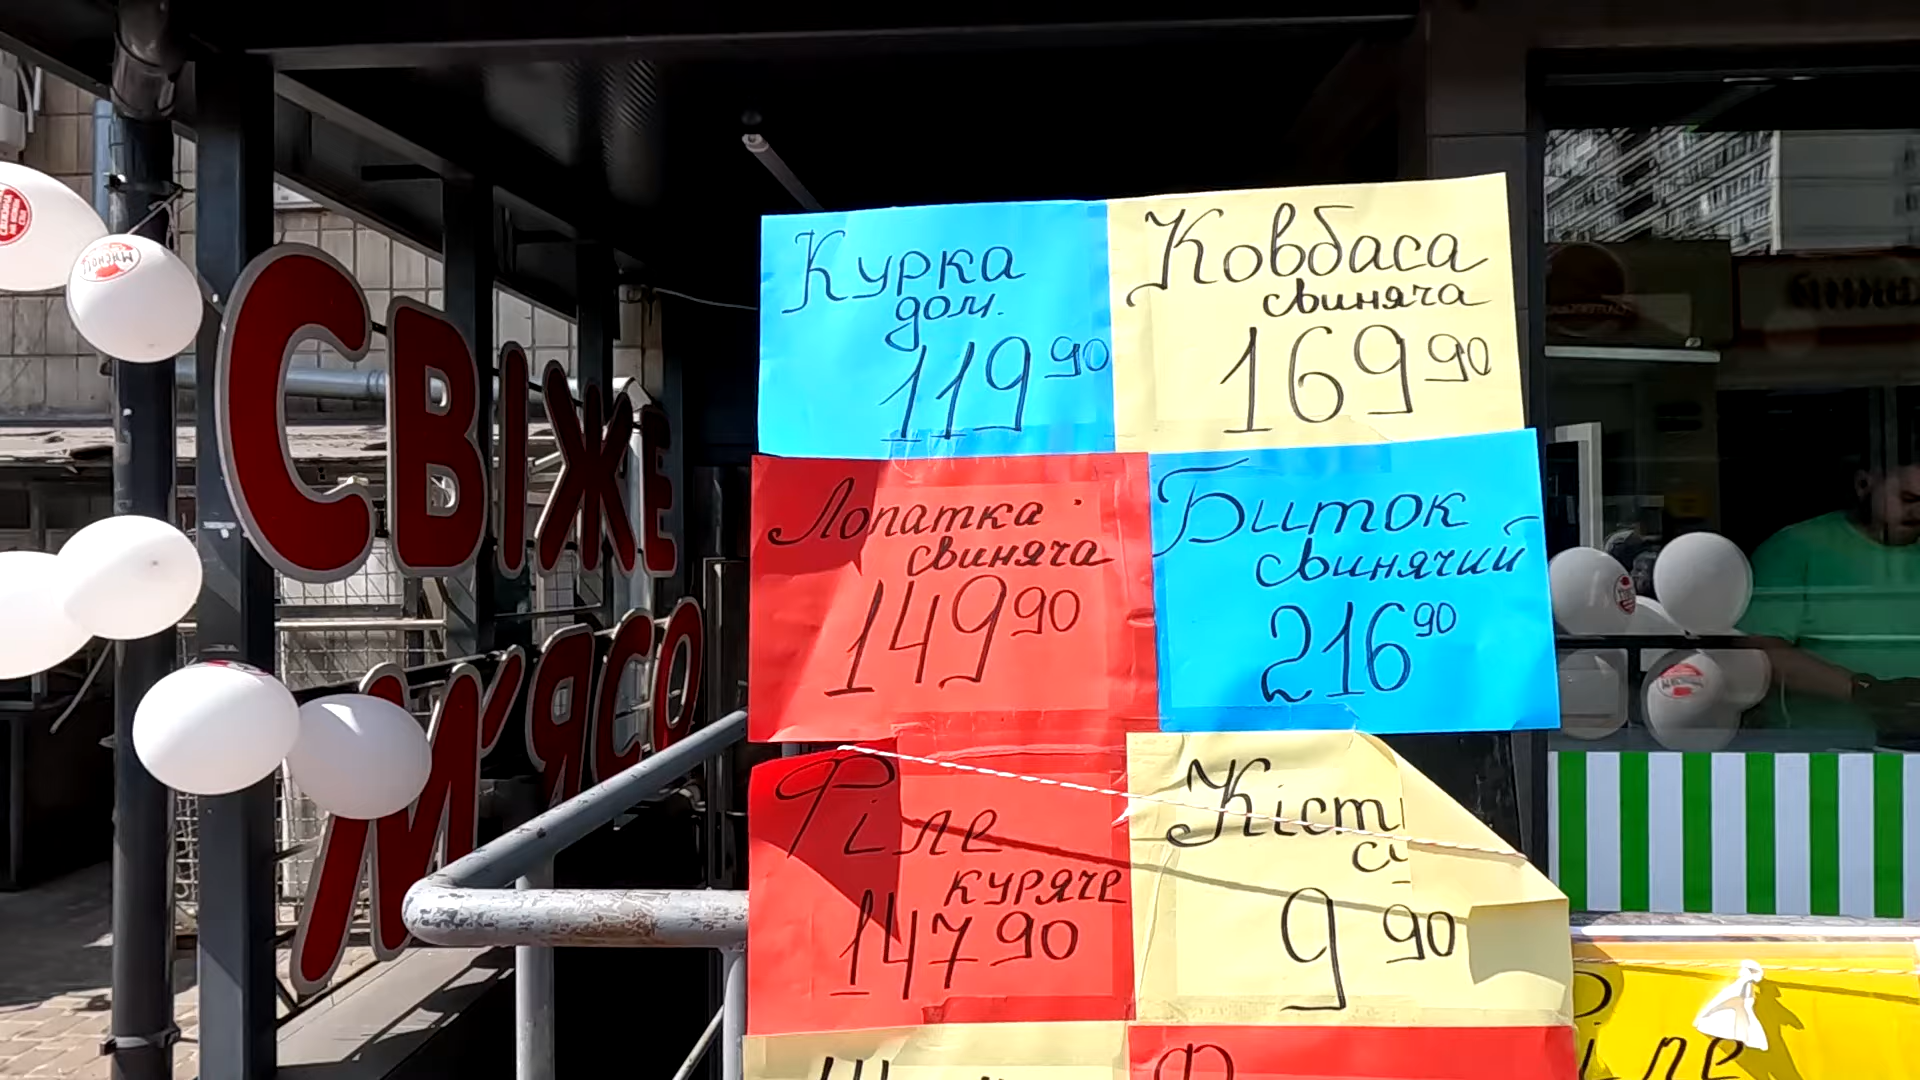 СВІЖЕ
М'ЯСО
Курка
дом.
119 90
Ковбаса
свиняча
169 90
Лопатка
свиняча
149 90
Биток
свинячий
216 90
Філе
куряче
147 90
Кіст
9 90